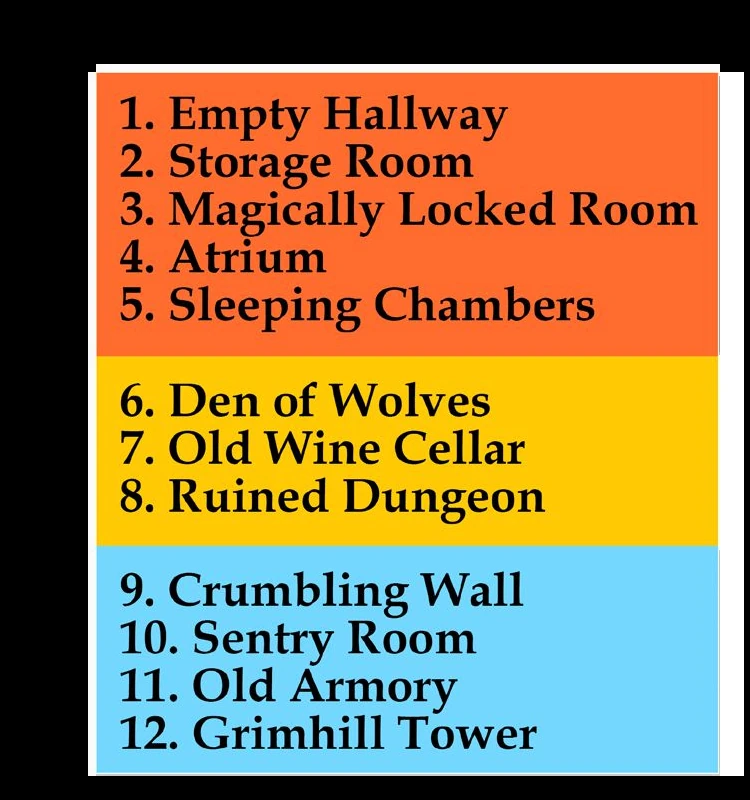 1. Empty Hallway
2. Storage Room
3. Magically Locked Room
4. Atrium
5. Sleeping Chambers
6. Den of Wolves
7. Old Wine Cellar
8. Ruined Dungeon
9. Crumbling Wall
10. Sentry Room
11. Old Armory
12. Grimhill Tower